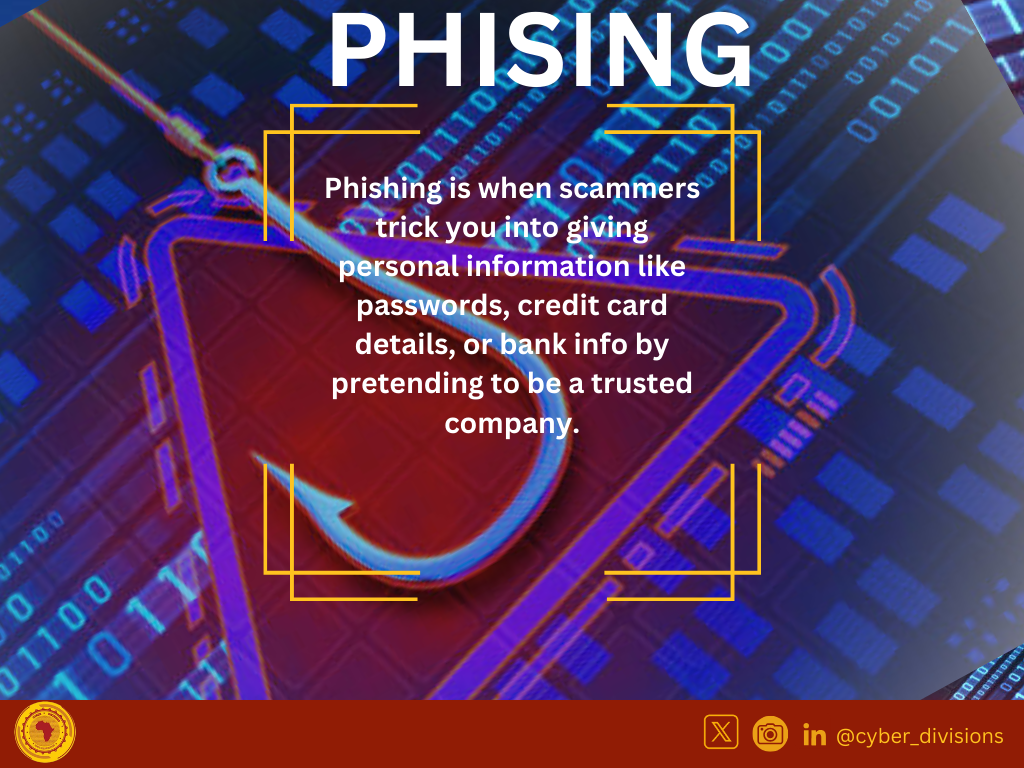 PHISING
Phishing is when scammers
trick you into giving
personal information like
passwords, credit card
details, or bank info by
pretending to be a trusted
company.
@cyber_divisions